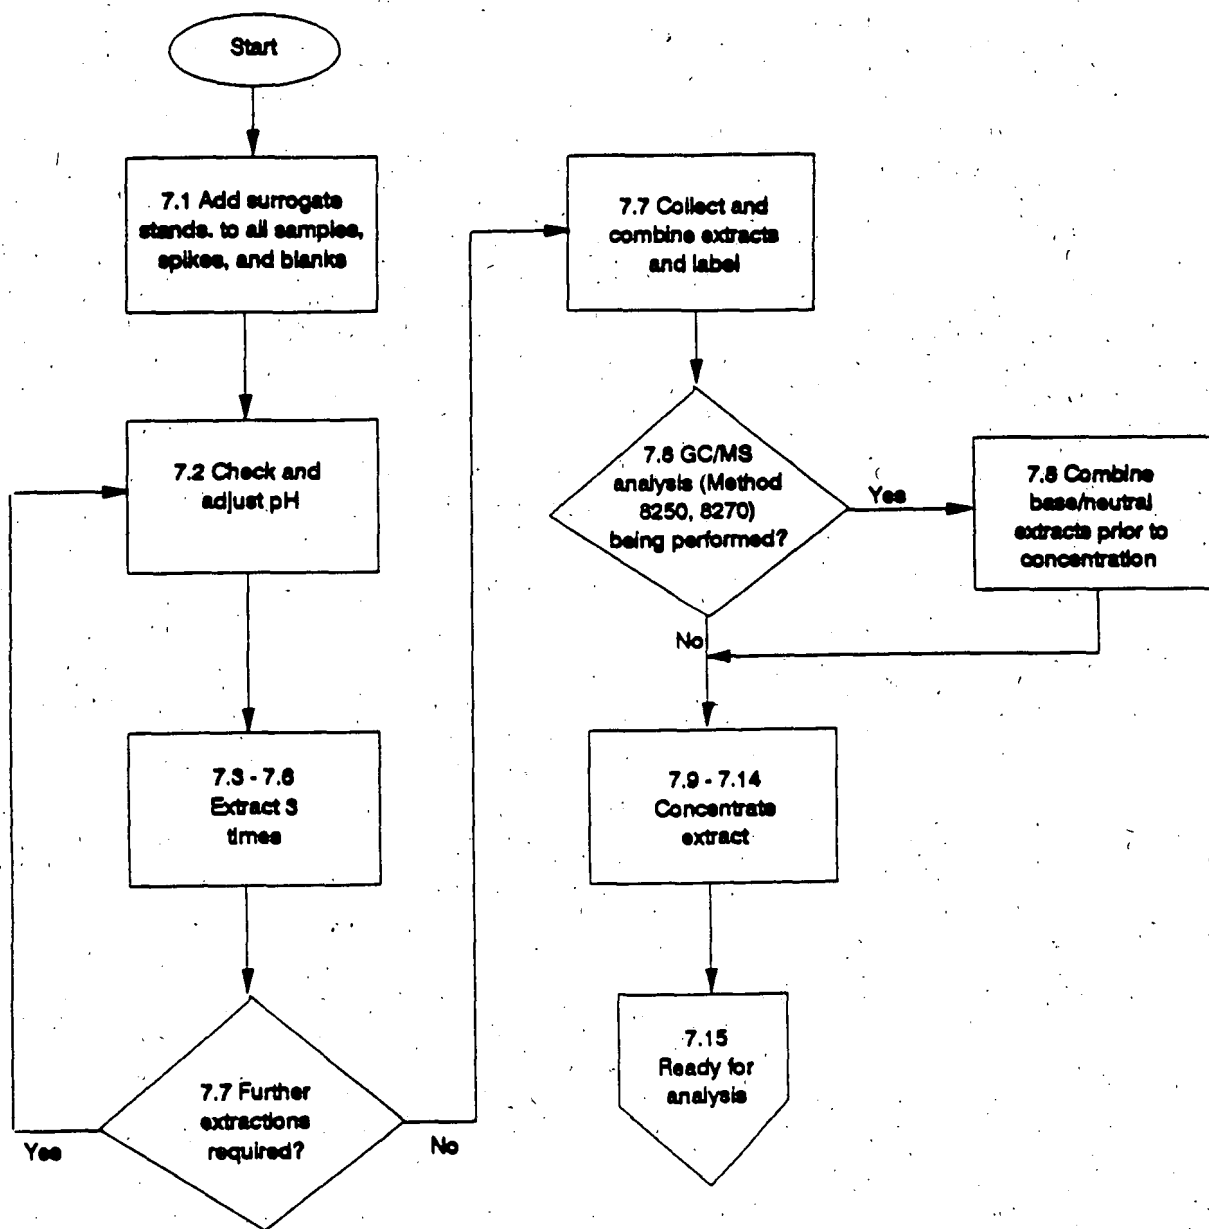 Start
7.1 Add surrogate
stands. to all samples,
spikes, and blanks
7.2 Check and
adjust pH
7.3 - 7.6
Extract 3
times
7.7 Further
extractions
required?
Yes
No
7.7 Collect and
combine extracts
and label
7.8 GC/MS
analysis (Method
8250, 8270)
being performed?
Yes
No
7.8 Combine
base/neutral
extracts prior to
concentration
7.9 - 7.14
Concentrate
extract
7.15
Ready for
analysis